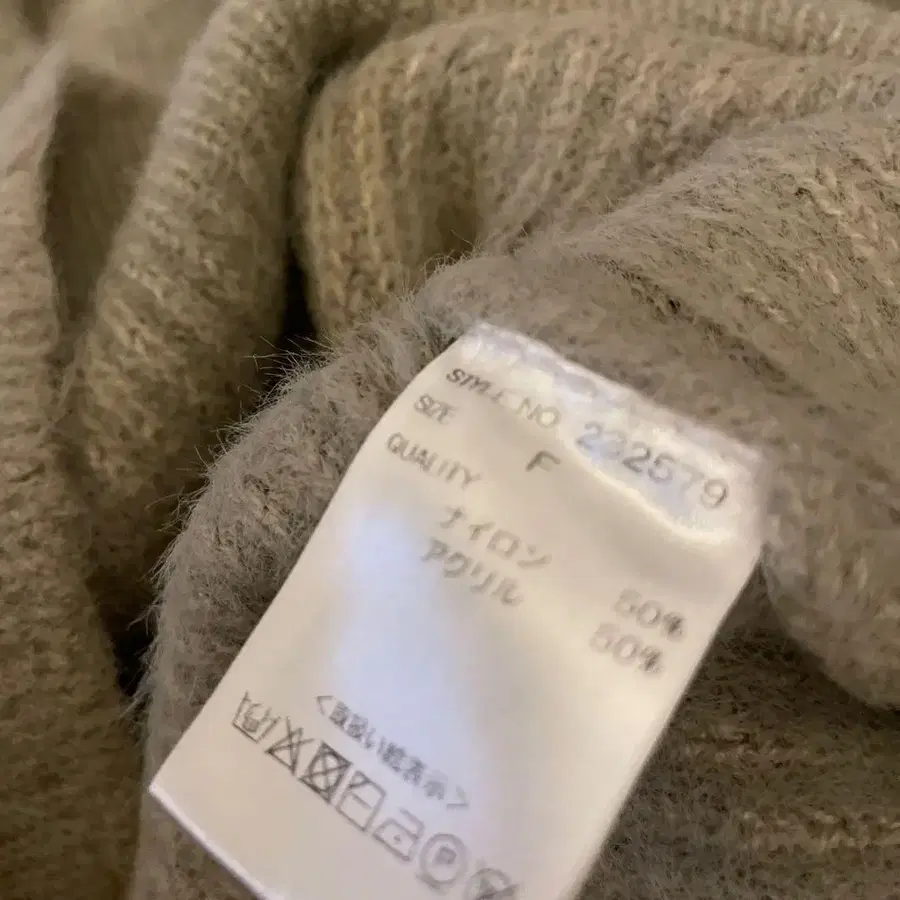 STYLE NO. 232579
SIZE F
QUALITY
ナイロン 50%
アクリル 50%
<取扱い絵表示>
P